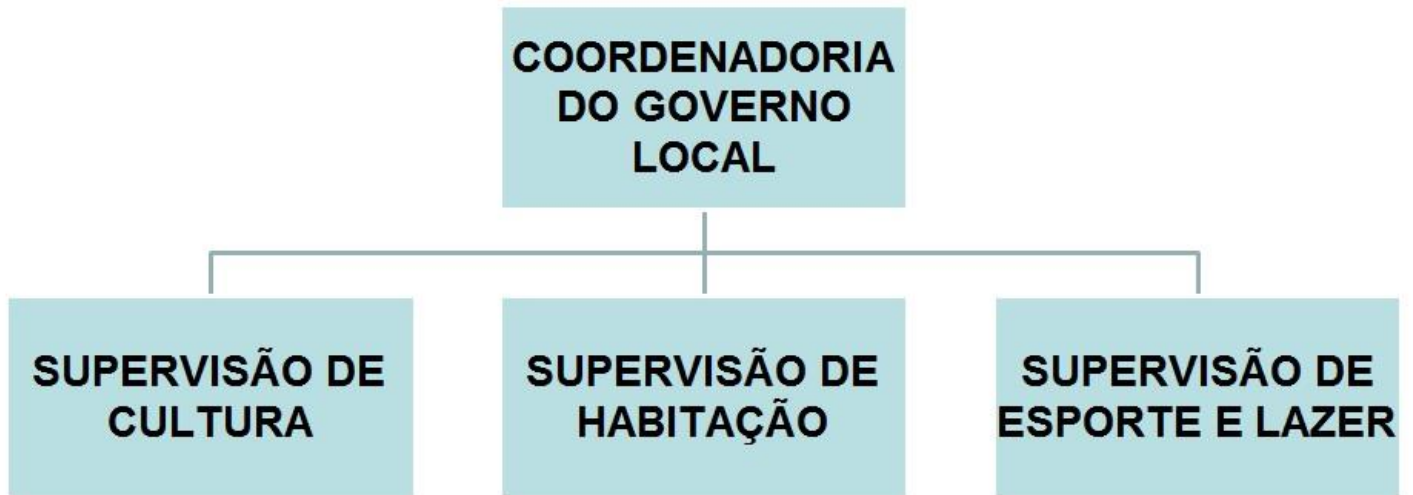 COORDENADORIA
DO GOVERNO
LOCAL
SUPERVISÃO DE
CULTURA
SUPERVISÃO DE
HABITAÇÃO
SUPERVISÃO DE
ESPORTE E LAZER